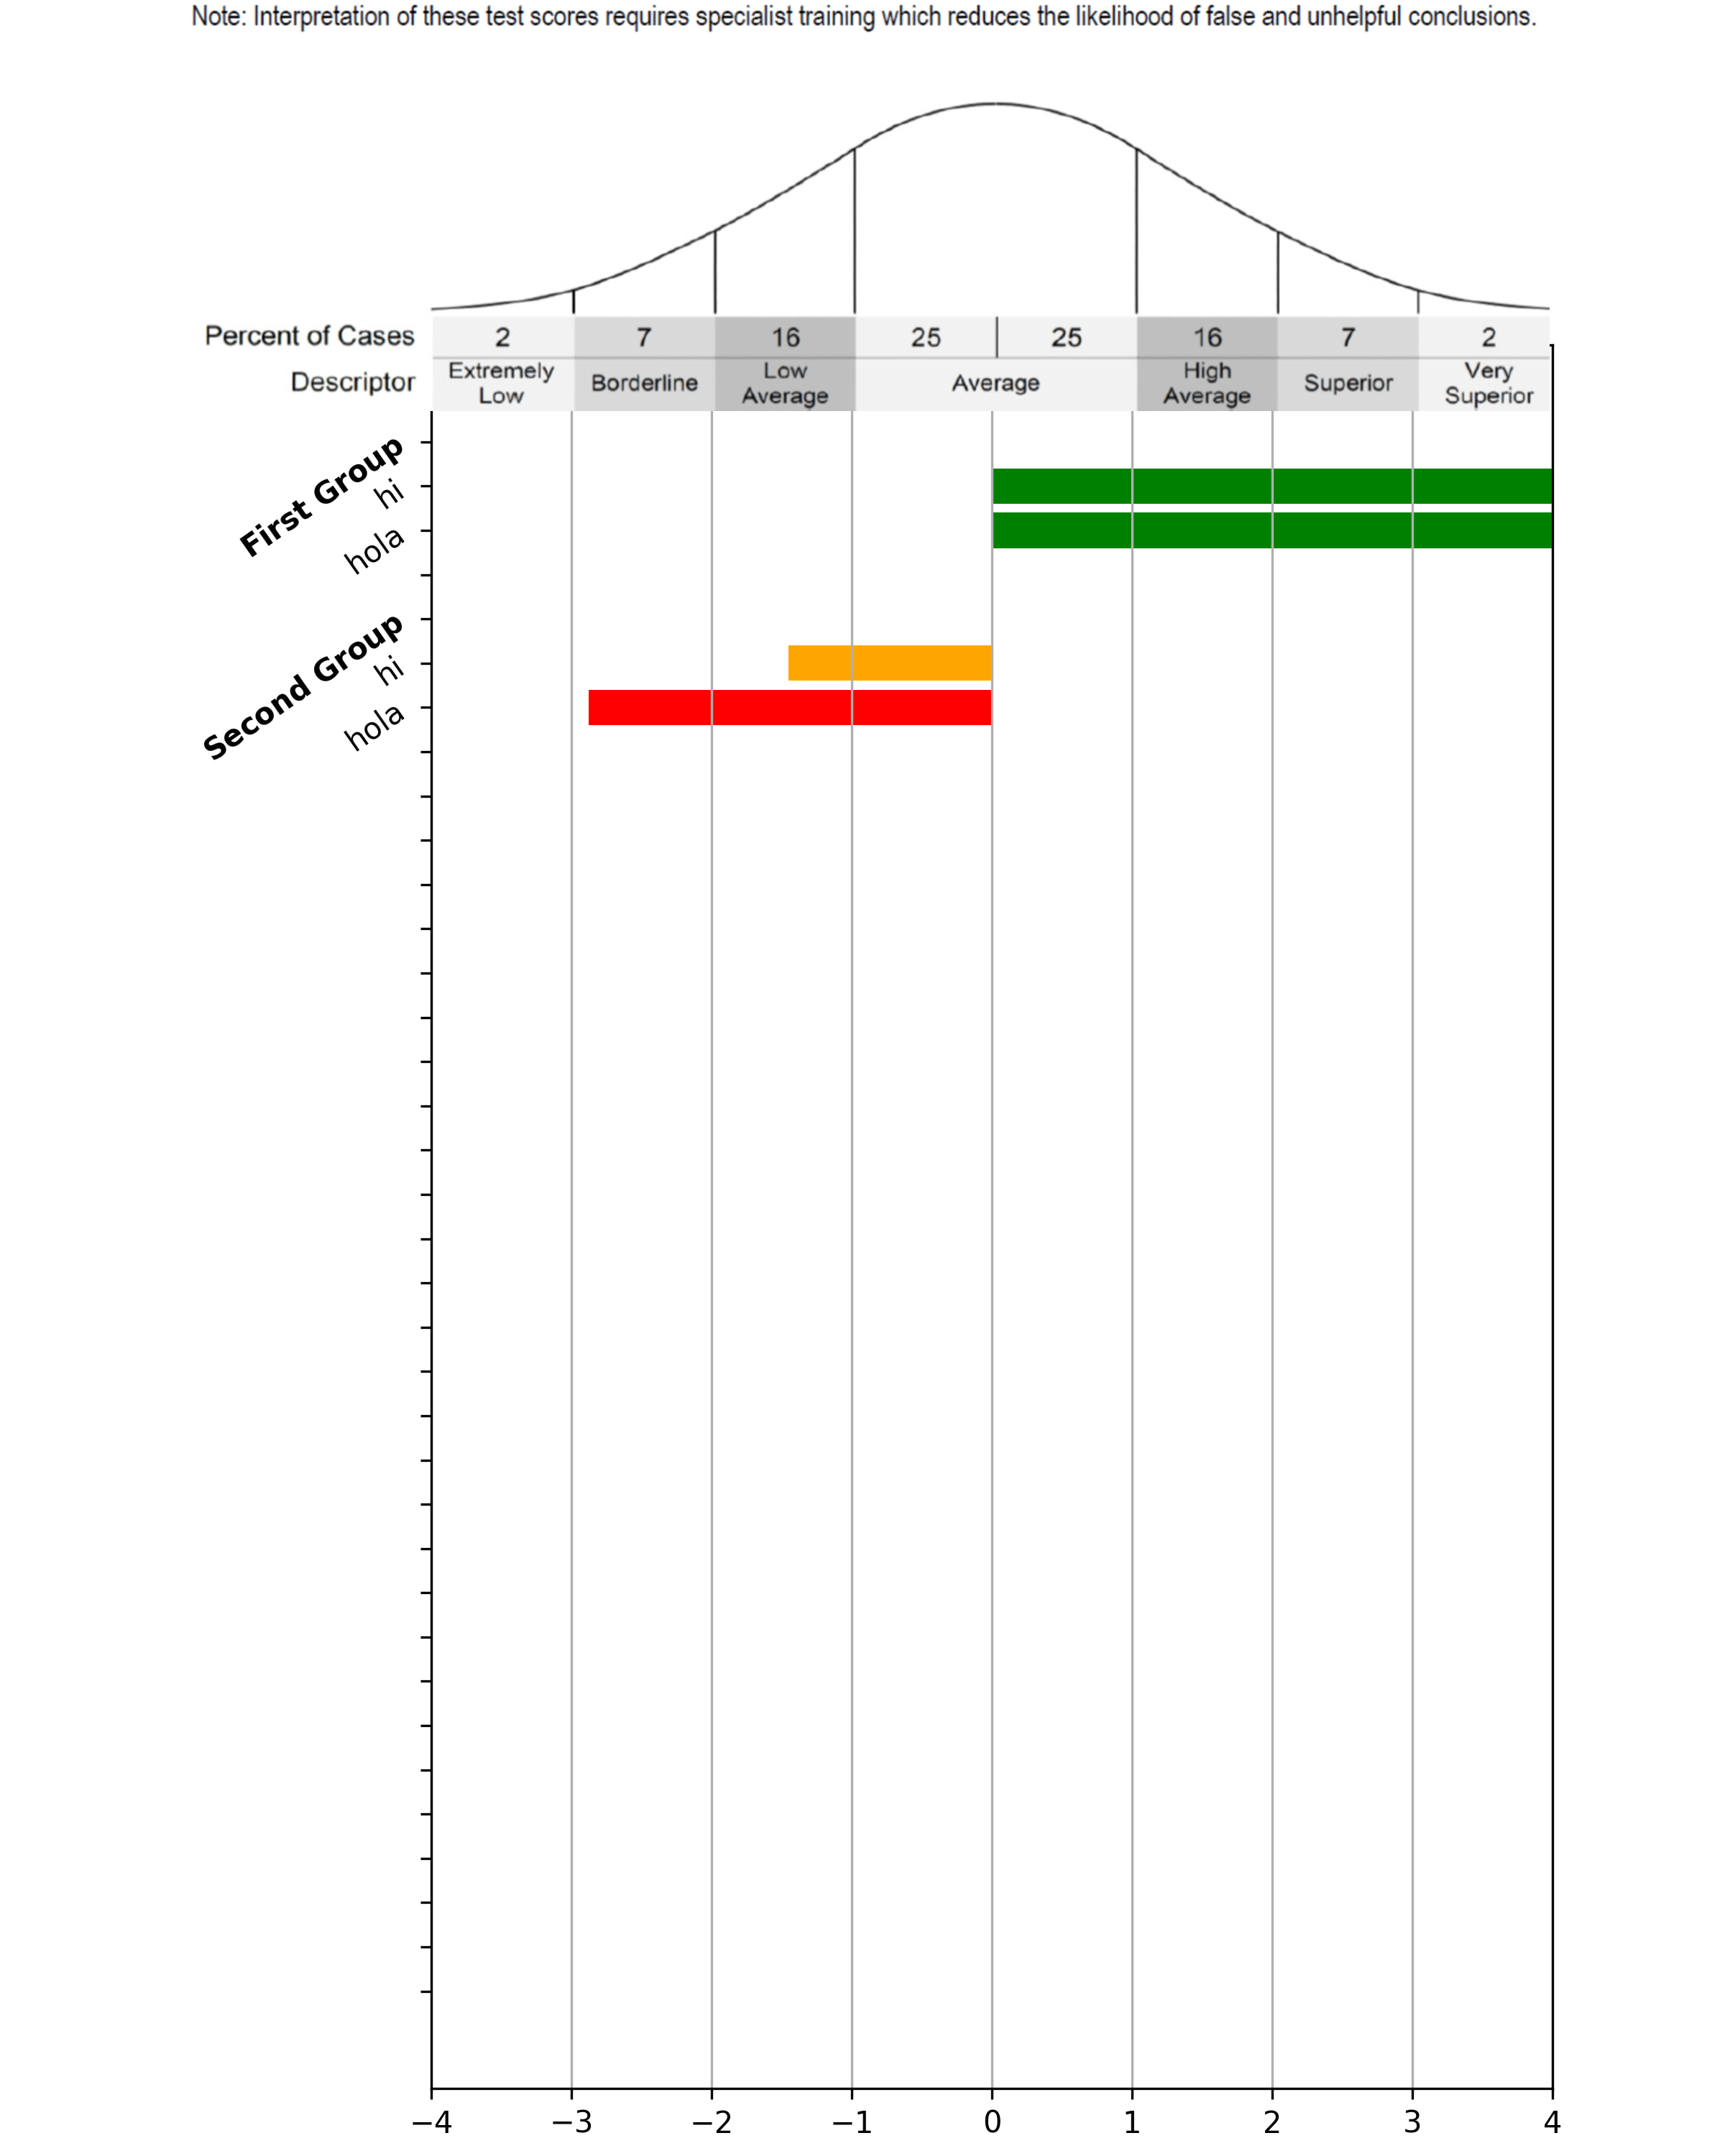 Note: Interpretation of these test scores requires specialist training which reduces the likelihood of false and unhelpful conclusions.
Percent of Cases 2 7 16 25 25 16 7 2
Descriptor Extremely Low Borderline Low Average Average High Average Superior Very Superior
First Group
hi
hola
Second Group
hi
hola
−4 −3 −2 −1 0 1 2 3 4